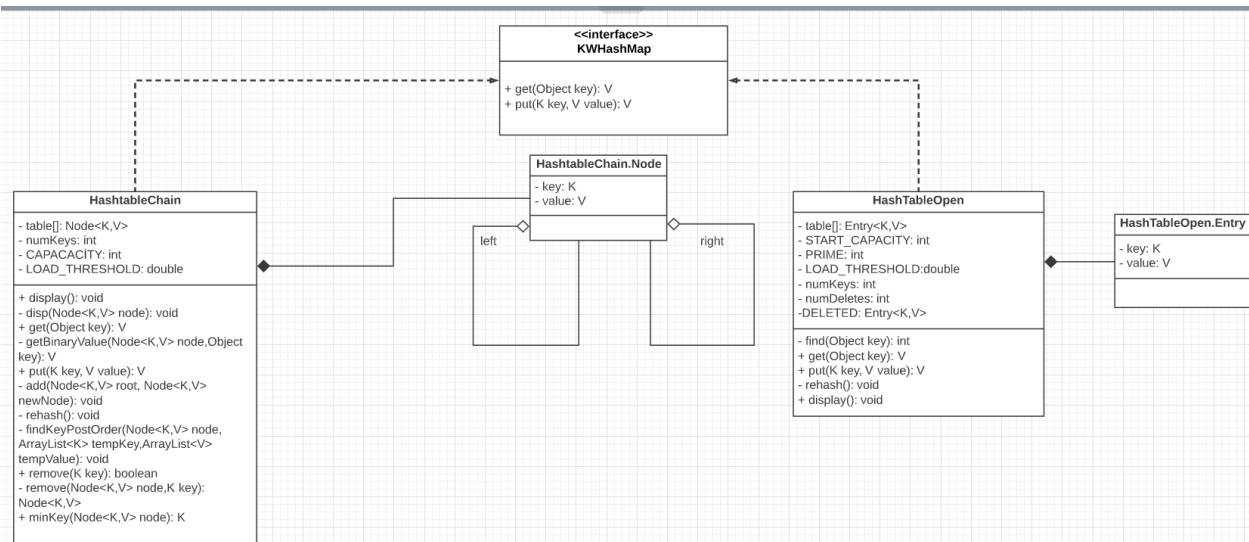 <<interface>>
KWHashMap
+ get(Object key): V
+ put(K key, V value): V
HashtableChain.Node
- key: K
- value: V
left
right
HashtableChain
- table[]: Node<K,V>
- numKeys: int
- CAPACACİTY: int
- LOAD_THRESHOLD: double
+ display(): void
- disp(Node<K,V> node): void
+ get(Object key): V
- getBinaryValue(Node<K,V> node,Object
key): V
+ put(K key, V value): V
- add(Node<K,V> root, Node<K,V>
newNode): void
- rehash(): void
- findKeyPostOrder(Node<K,V> node,
ArrayList<K> tempKey,ArrayList<V>
tempValue): void
+ remove(K key): boolean
- remove(Node<K,V> node,K key):
Node<K,V>
+ minKey(Node<K,V> node): K
HashTableOpen
- table[]: Entry<K,V>
- START_CAPACITY: int
- PRIME: int
- LOAD_THRESHOLD:double
- numKeys: int
- numDeletes: int
-DELETED: Entry<K,V>
- find(Object key): int
+ get(Object key): V
+ put(K key, V value): V
- rehash(): void
+ display(): void
HashTableOpen.Entry
- key: K
- value: V